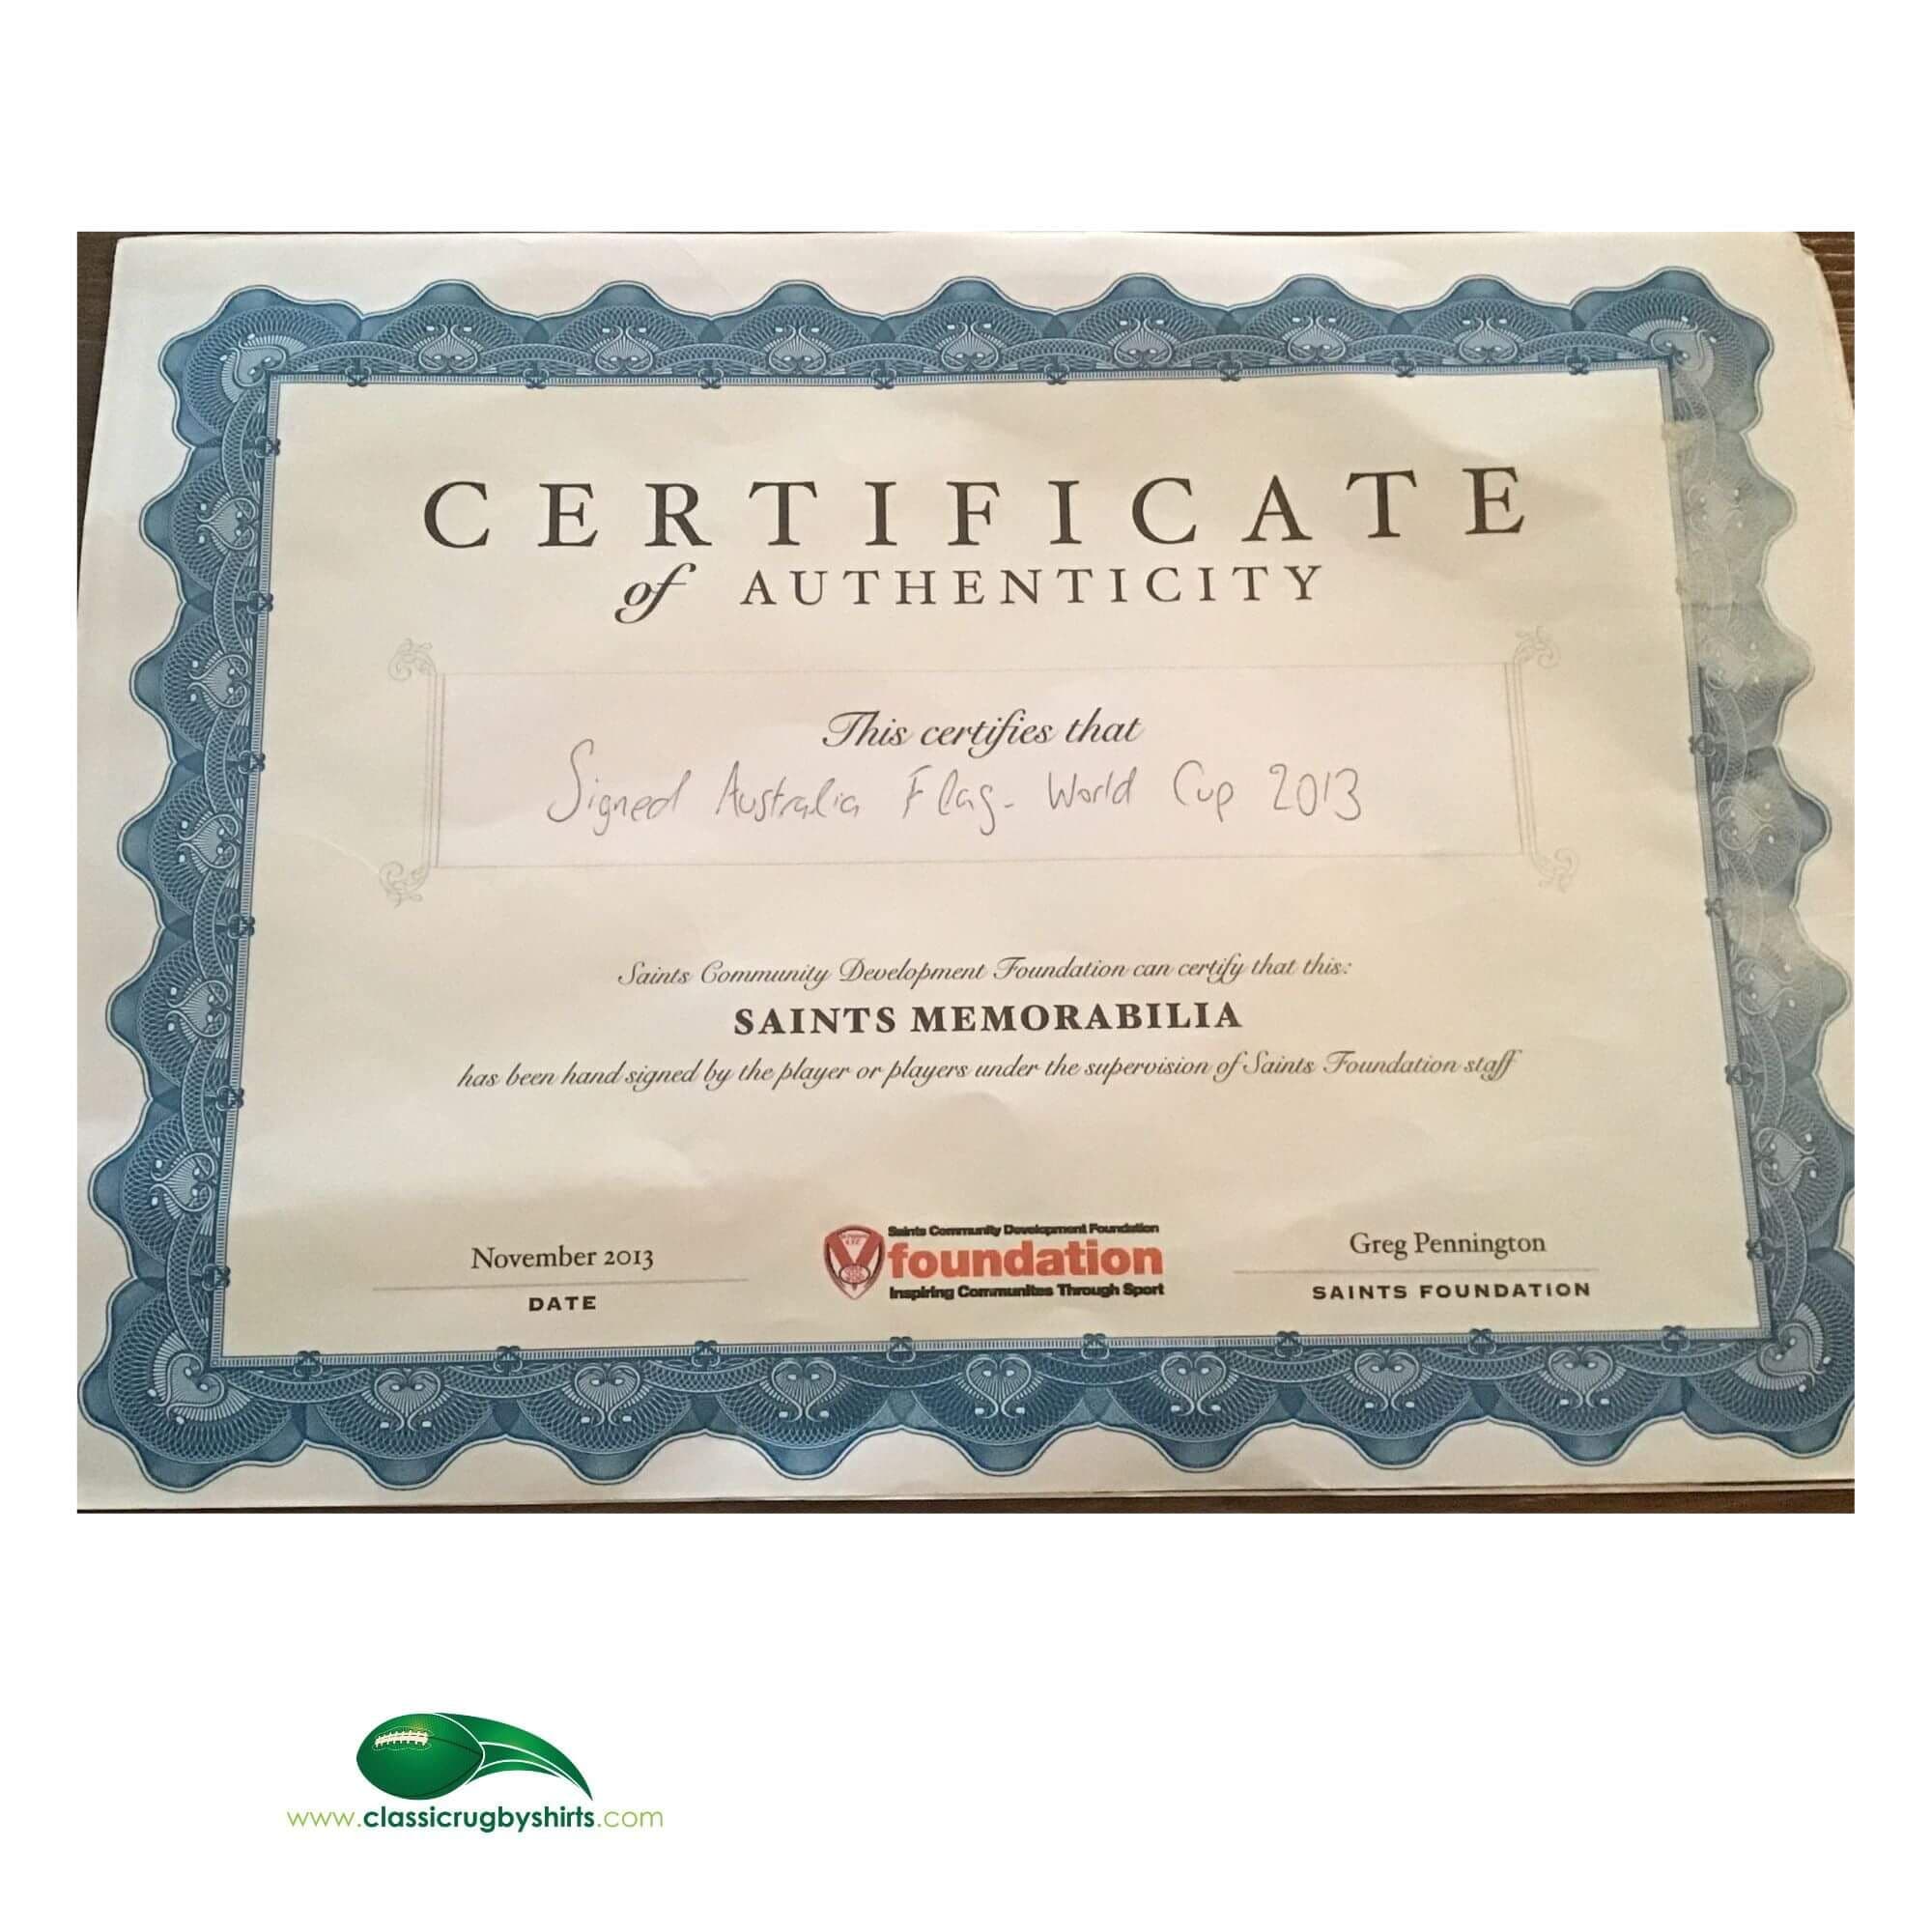 CERTIFICATE
of AUTHENTICITY
This certifies that
Signed Australia Flag - World Cup 2013
Saints Community Development Foundation can certify that this:
SAINTS MEMORABILIA
has been hand signed by the player or players under the supervision of Saints Foundation staff
November 2013
DATE
Saints Community Development Foundation
foundation
Inspiring Communites Through Sport
Greg Pennington
SAINTS FOUNDATION
www.classicrugbyshirts.com